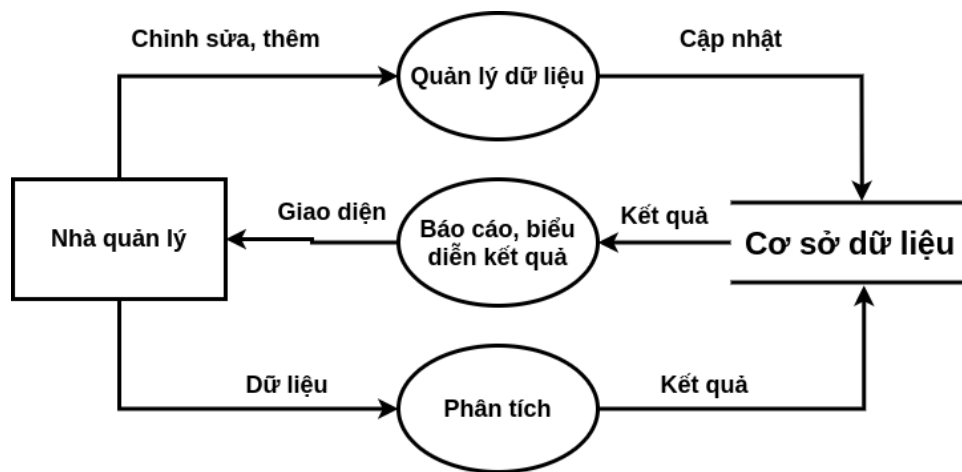 Chỉnh sửa, thêm
Cập nhật
Quản lý dữ liệu
Giao diện
Kết quả
Nhà quản lý
Báo cáo, biểu
diễn kết quả
Cơ sở dữ liệu
Dữ liệu
Kết quả
Phân tích